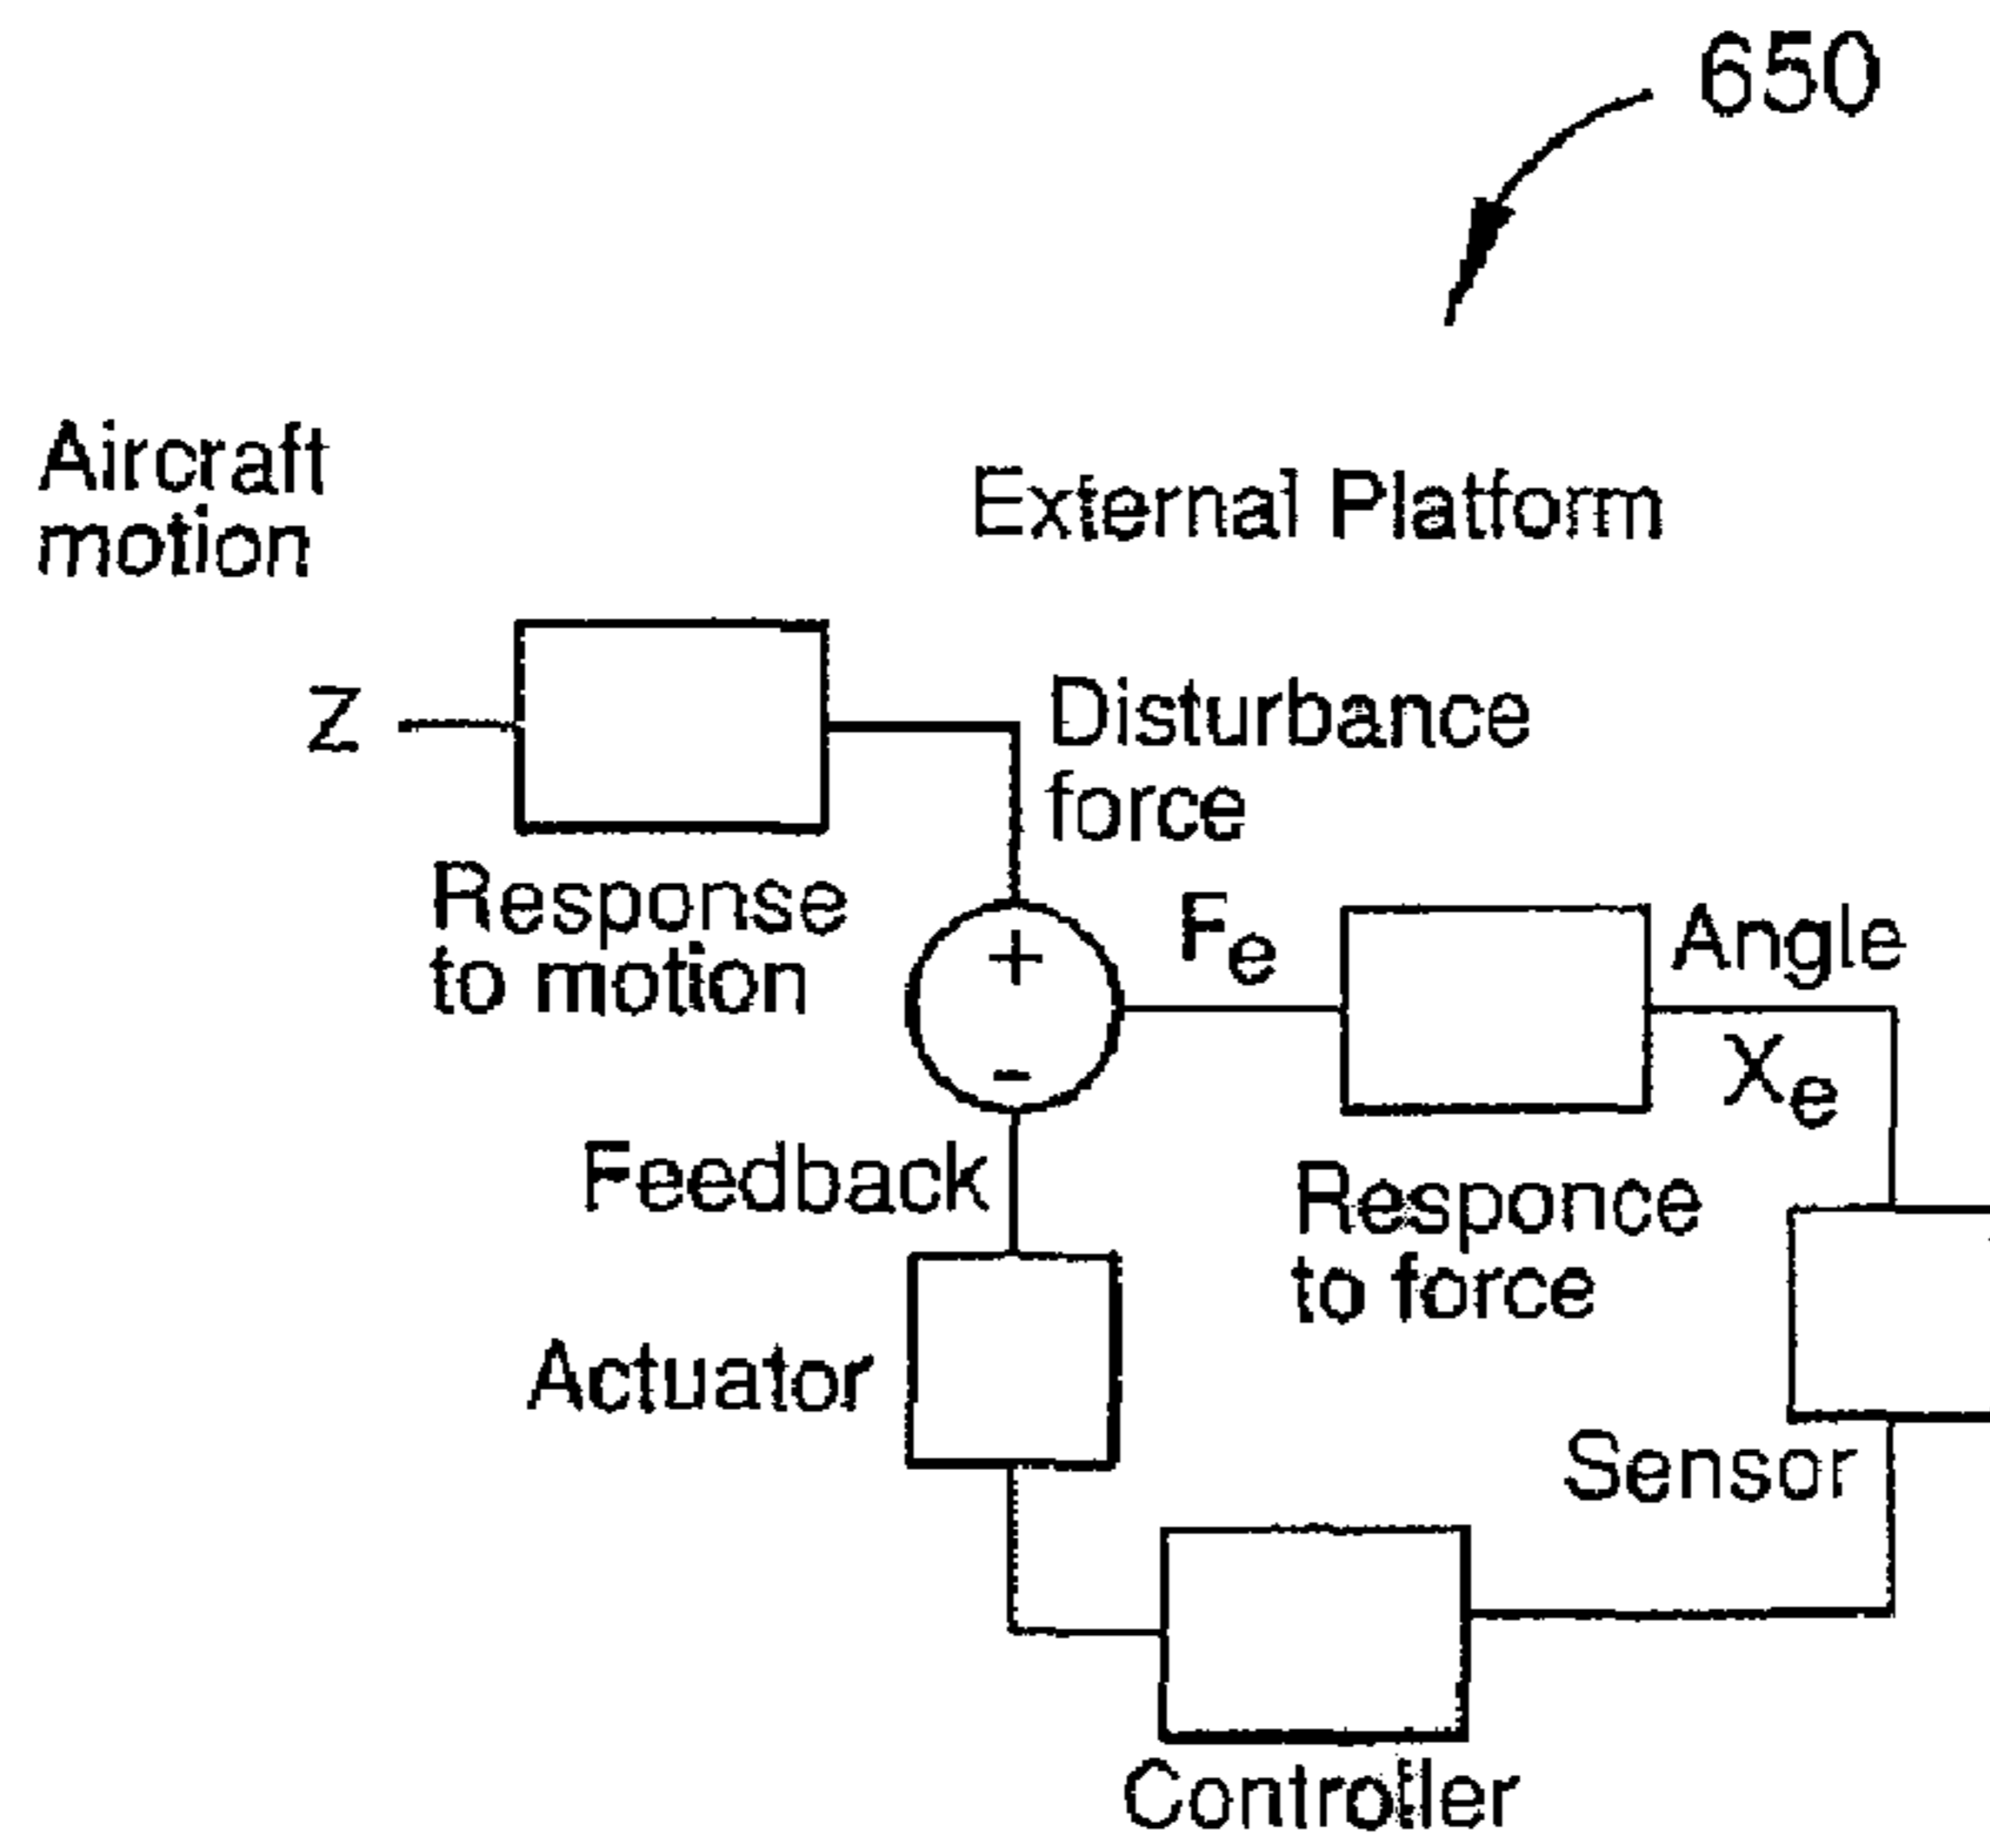 650
Aircraft
motion
External Platform
Z
Disturbance
force
Response
to motion
+
-
Fe
Angle
Xe
Feedback
Responce
to force
Actuator
Sensor
Controller